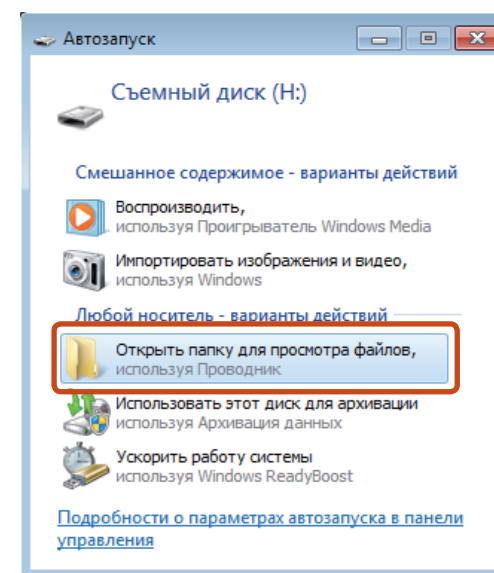 Автозапуск
Съемный диск (H:)
Смешанное содержимое - варианты действий
Воспроизводить,
используя Проигрыватель Windows Media
Импортировать изображения и видео,
используя Windows
Любой носитель - варианты действий
Открыть папку для просмотра файлов,
используя Проводник
Использовать этот диск для архивации
используя Архивация данных
Ускорить работу системы
используя Windows ReadyBoost
Подробности о параметрах автозапуска в панели
управления